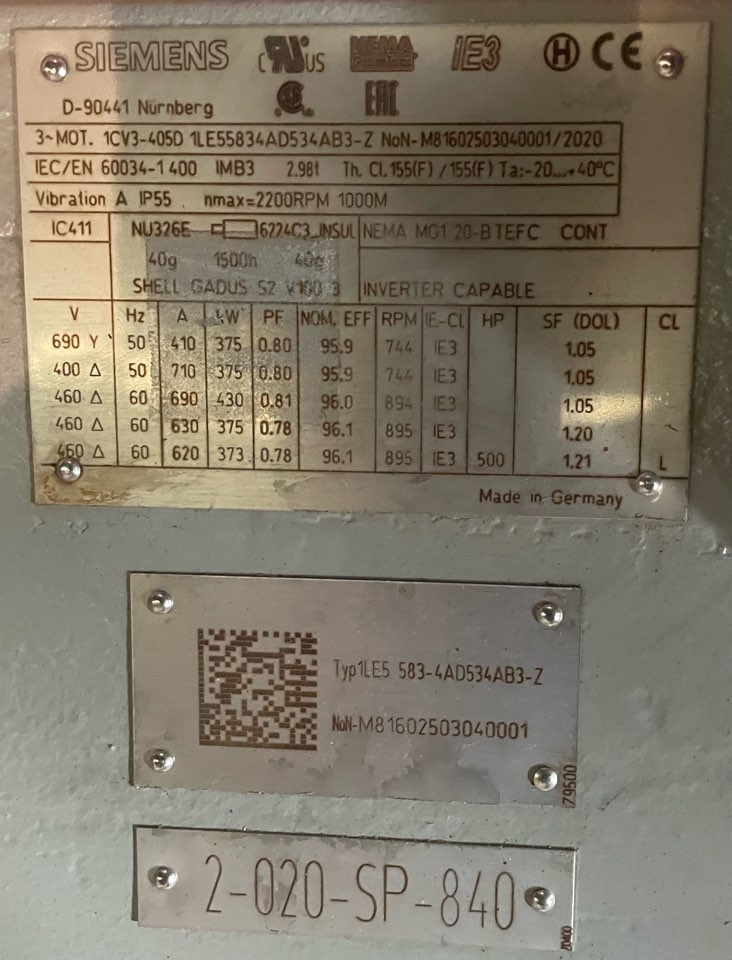 SIEMENS c UR US NEMA Premium IE3 H CE
D-90441 Nürnberg EAC
3~MOT. 1CV3-405D 1LE55834AD534AB3-Z NoN-M81602503040001/2020
IEC/EN 60034-1 400 IMB3 2.98t Th. Cl.155(F)/155(F) Ta:-20...+40°C
Vibration A IP55 nmax=2200RPM 1000M
IC411 NU326E 6224C3_INSUL NEMA MG1 20-B TEFC CONT
40g 1500h 40g
SHELL GADUS S2 V100 3 INVERTER CAPABLE
V Hz A kW PF NOM. EFF RPM IE-CL HP SF (DOL) CL
690 Y 50 410 375 0.80 95.9 744 IE3 1.05
400 Δ 50 710 375 0.80 95.9 744 IE3 1.05
460 Δ 60 690 430 0.81 96.0 894 IE3 1.05
460 Δ 60 630 375 0.78 96.1 895 IE3 1.20
460 Δ 60 620 373 0.78 96.1 895 IE3 500 1.21 L
Made in Germany
Typ1LE5 583-4AD534AB3-Z
NoN-M81602503040001
Z9500
2-020-SP-840
Z0400